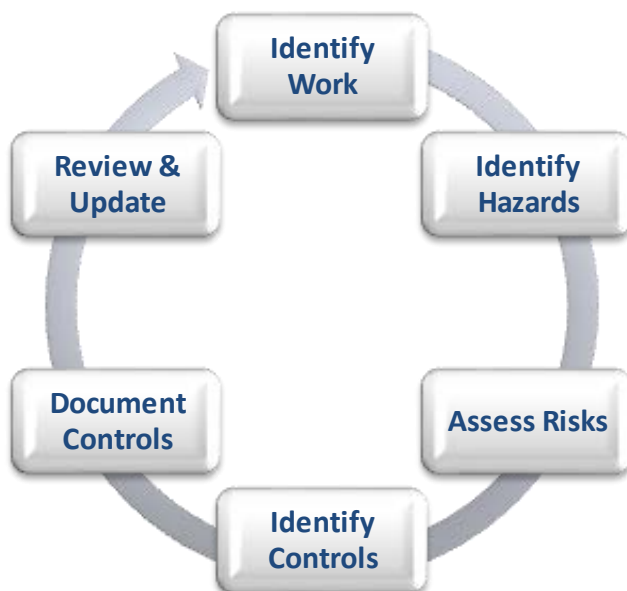 Identify
Work
Identify
Hazards
Assess Risks
Identify
Controls
Document
Controls
Review &
Update